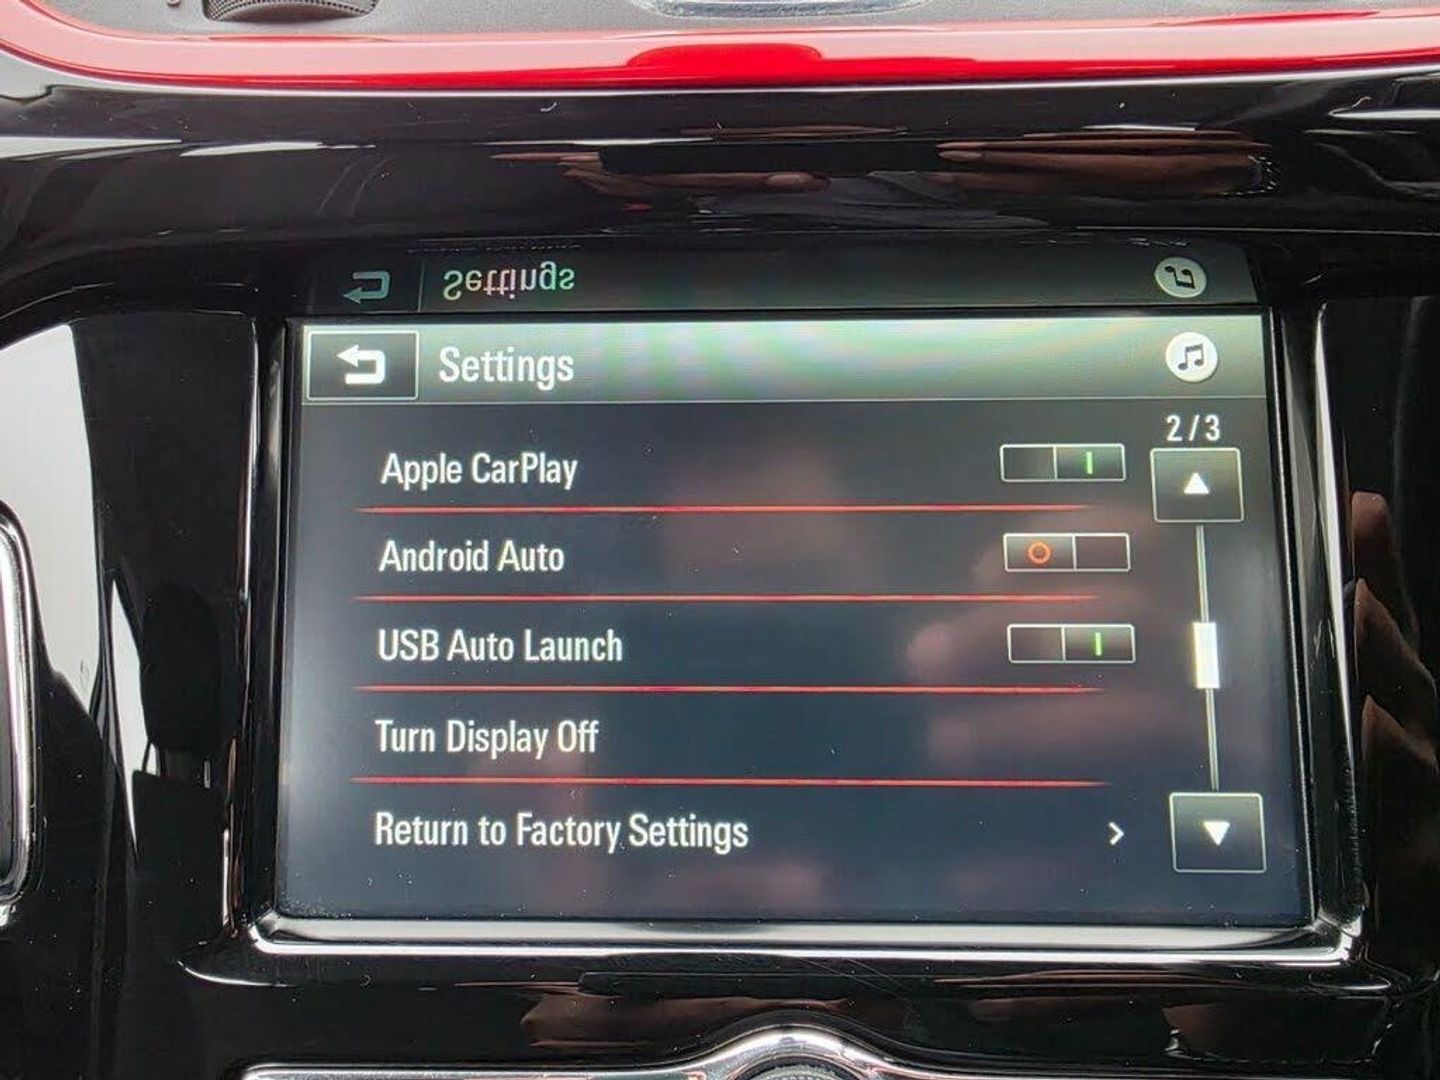 Settings
Settings
2/3
Apple CarPlay
Android Auto
USB Auto Launch
Turn Display Off
Return to Factory Settings